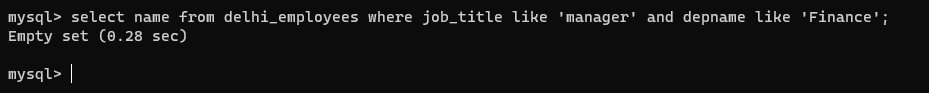 mysql> select name from delhi_employees where job_title like 'manager' and depname like 'Finance';
Empty set (0.28 sec)
mysql>